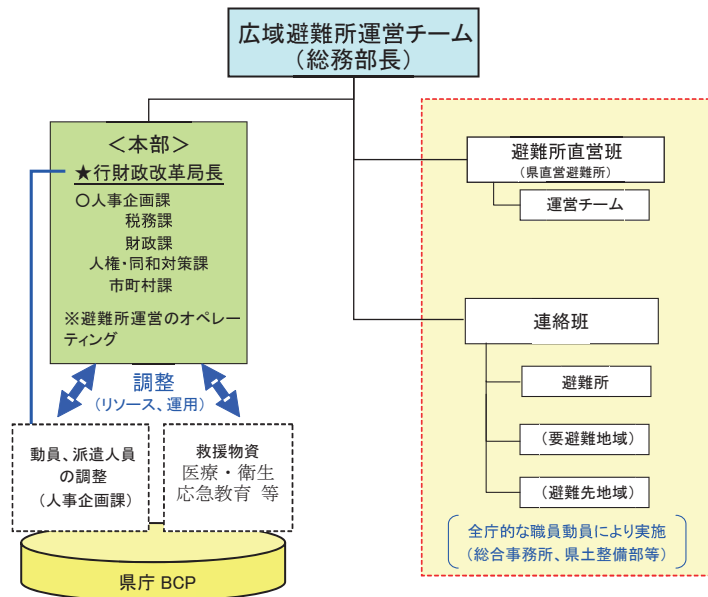 広域避難所運営チーム
(総務部長)
＜本部＞
★行財政改革局長
〇人事企画課
税務課
財政課
人権・同和対策課
市町村課
※避難所運営のオペレー
ティング
調整
(リソース、運用)
動員、派遣人員
の調整
(人事企画課)
救援物資
医療・衛生
応急教育 等
県庁 BCP
避難所直営班
(県直営避難所)
運営チーム
連絡班
避難所
(要避難地域)
(避難先地域)
全庁的な職員動員により実施
(総合事務所、県土整備部等)